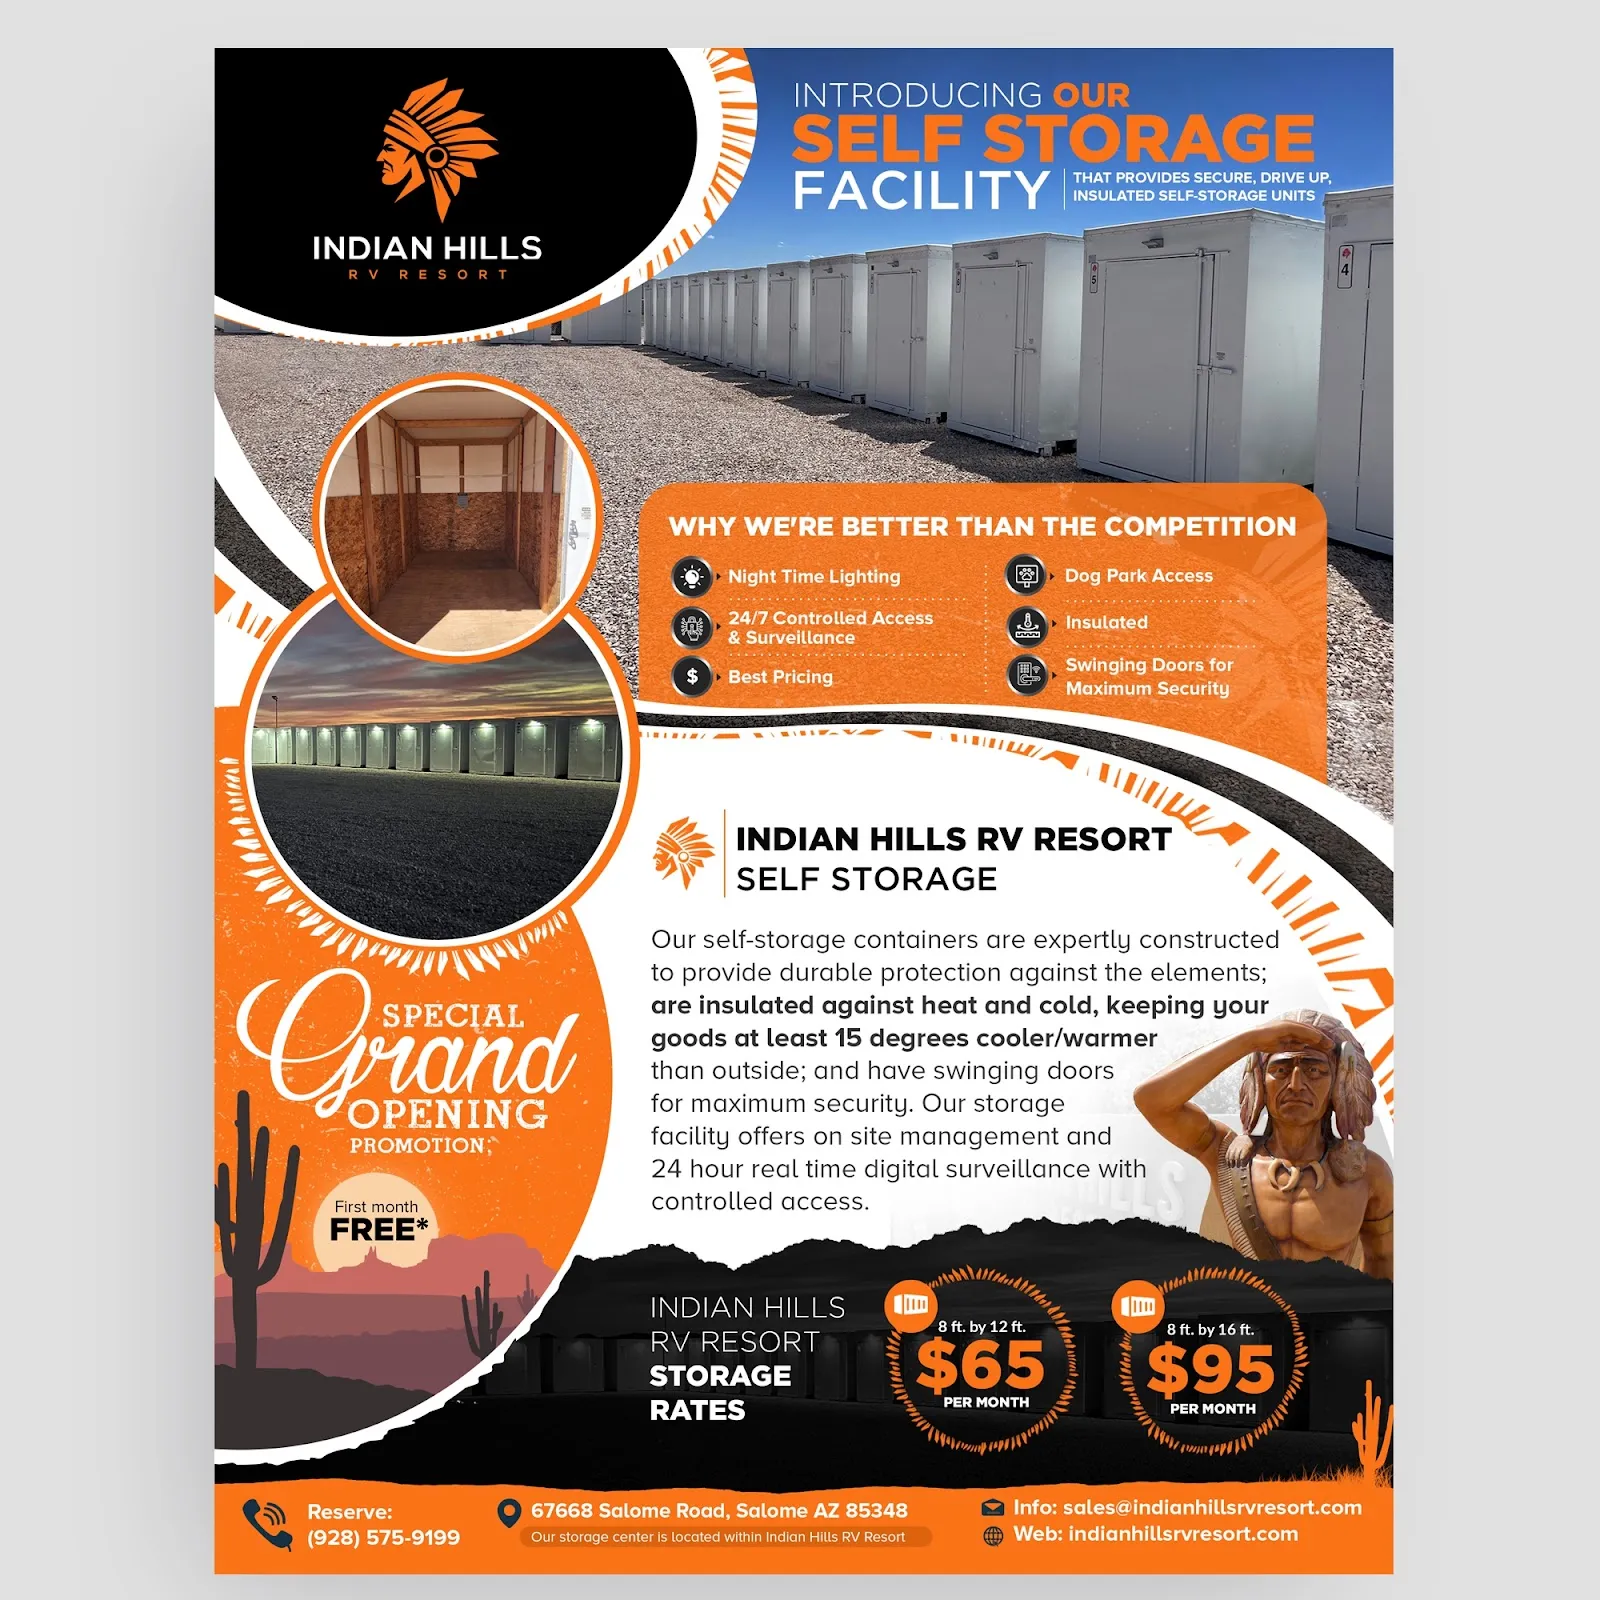 INDIAN HILLS
RV RESORT
INTRODUCING OUR
SELF STORAGE
FACILITY
THAT PROVIDES SECURE, DRIVE UP,
INSULATED SELF-STORAGE UNITS
4
5
WHY WE'RE BETTER THAN THE COMPETITION
Night Time Lighting
24/7 Controlled Access
& Surveillance
Best Pricing
Dog Park Access
Insulated
Swinging Doors for
Maximum Security
INDIAN HILLS RV RESORT
SELF STORAGE
Our self-storage containers are expertly constructed
to provide durable protection against the elements;
are insulated against heat and cold, keeping your
goods at least 15 degrees cooler/warmer
than outside; and have swinging doors
for maximum security. Our storage
facility offers on site management and
24 hour real time digital surveillance with
controlled access.
SPECIAL
Grand
OPENING
PROMOTION;
First month
FREE*
INDIAN HILLS
RV RESORT
STORAGE
RATES
8 ft. by 12 ft.
$65
PER MONTH
8 ft. by 16 ft.
$95
PER MONTH
Reserve:
(928) 575-9199
67668 Salome Road, Salome AZ 85348
Our storage center is located within Indian Hills RV Resort
Info: sales@indianhillsrvresort.com
Web: indianhillsrvresort.com